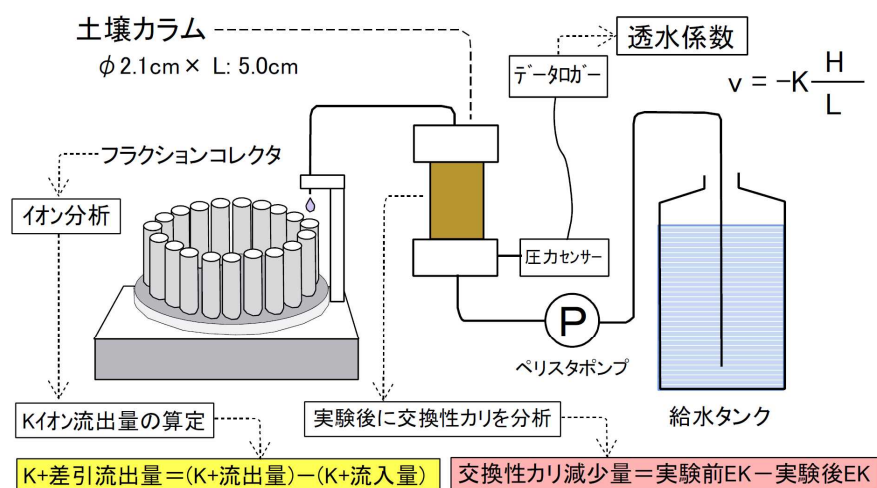 土壌カラム
φ2.1cm× L: 5.0cm
透水係数
データロガー
v = -K H
L
フラクションコレクタ
イオン分析
圧力センサー
P
ペリスタポンプ
給水タンク
Kイオン流出量の算定
実験後に交換性カリを分析
K+差引流出量=(K+流出量)-(K+流入量)
交換性カリ減少量=実験前EK-実験後EK